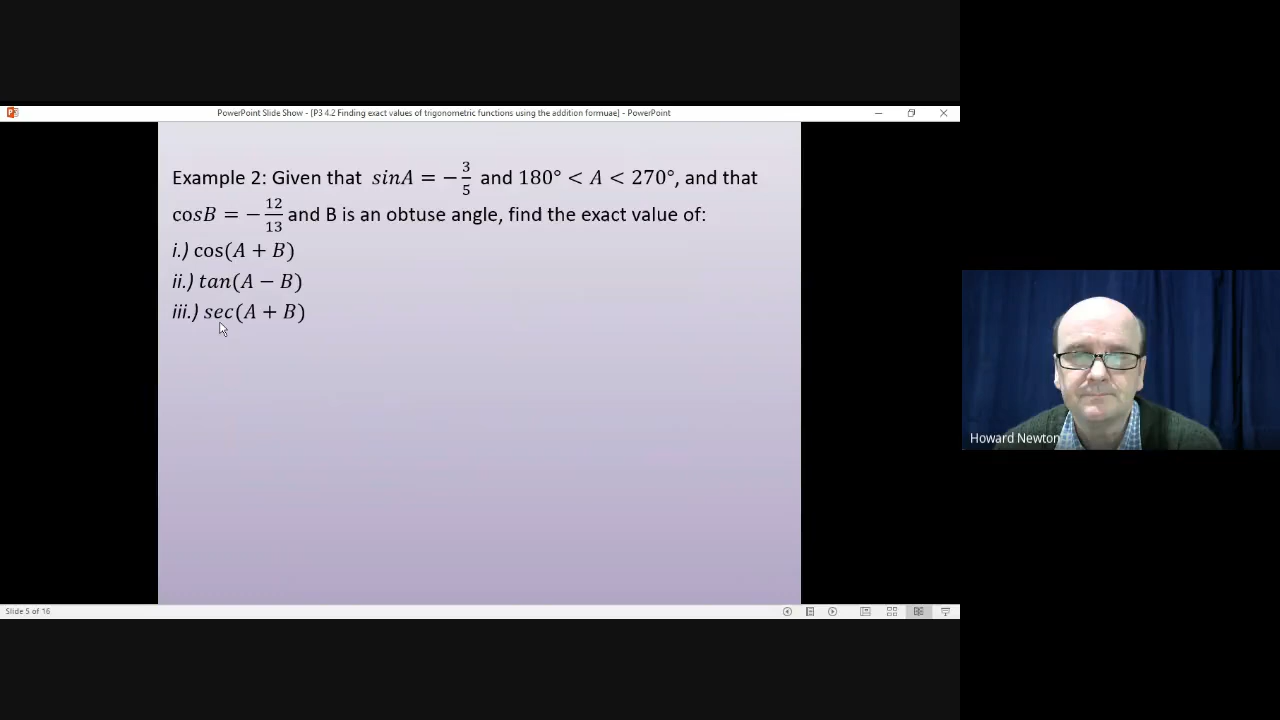 PowerPoint Slide Show - [P3 4.2 Finding exact values of trigonometric functions using the addition formuae] - PowerPoint
Example 2: Given that sinA = −3/5 and 180° < A < 270°, and that
cosB = −12/13 and B is an obtuse angle, find the exact value of:
i.) cos(A + B)
ii.) tan(A − B)
iii.) sec(A + B)
Howard Newton
Slide 5 of 16